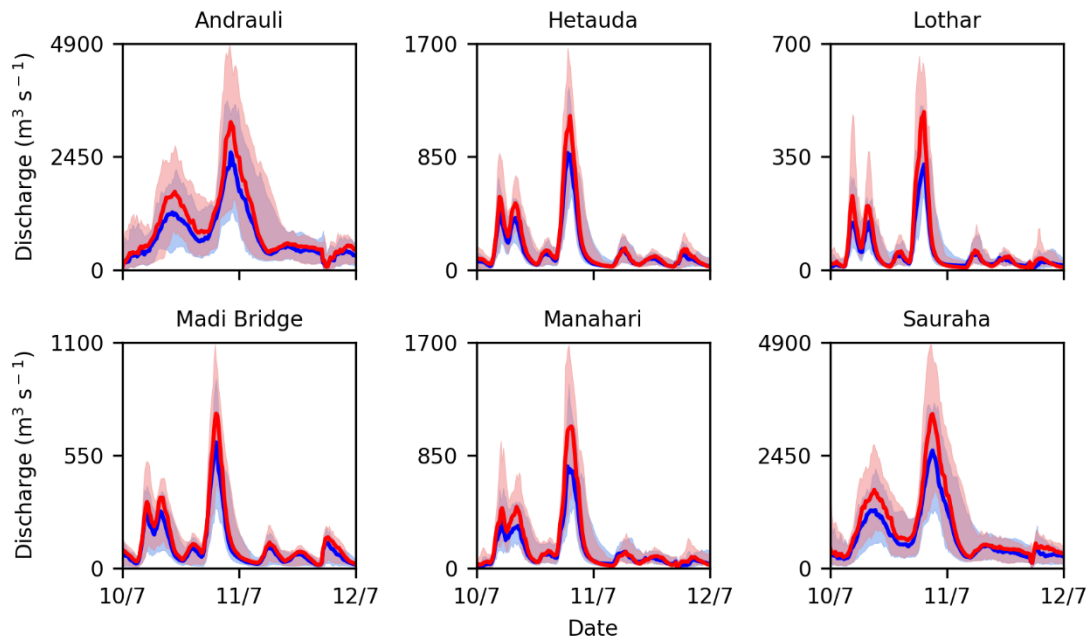 Andrauli Hetauda Lothar
4900 1700 700
2450 850 350
0 0 0
Discharge (m³ s⁻¹)
Madi Bridge Manahari Sauraha
1100 1700 4900
550 850 2450
0 0 0
Discharge (m³ s⁻¹)
10/7 11/7 12/7 10/7 11/7 12/7 10/7 11/7 12/7
Date